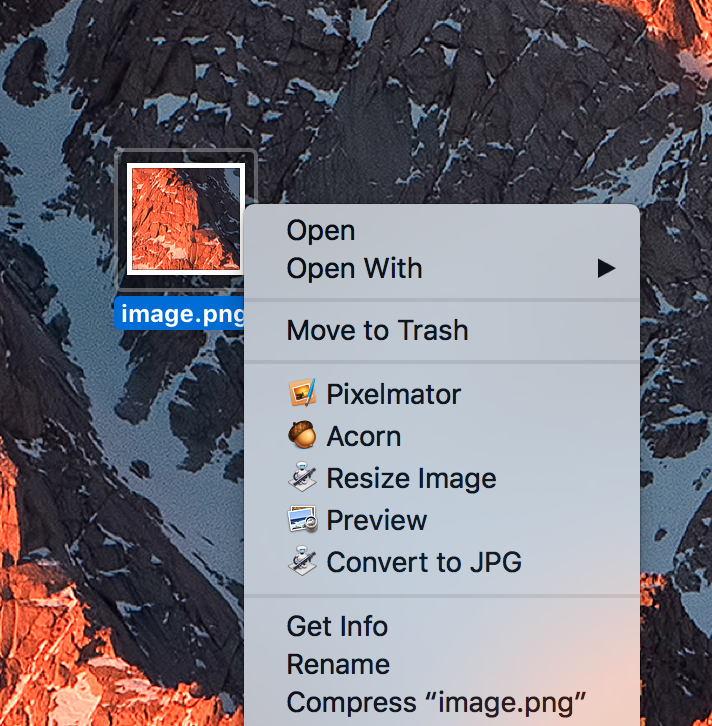 image.png
Open
Open With
Move to Trash
Pixelmator
Acorn
Resize Image
Preview
Convert to JPG
Get Info
Rename
Compress “image.png”